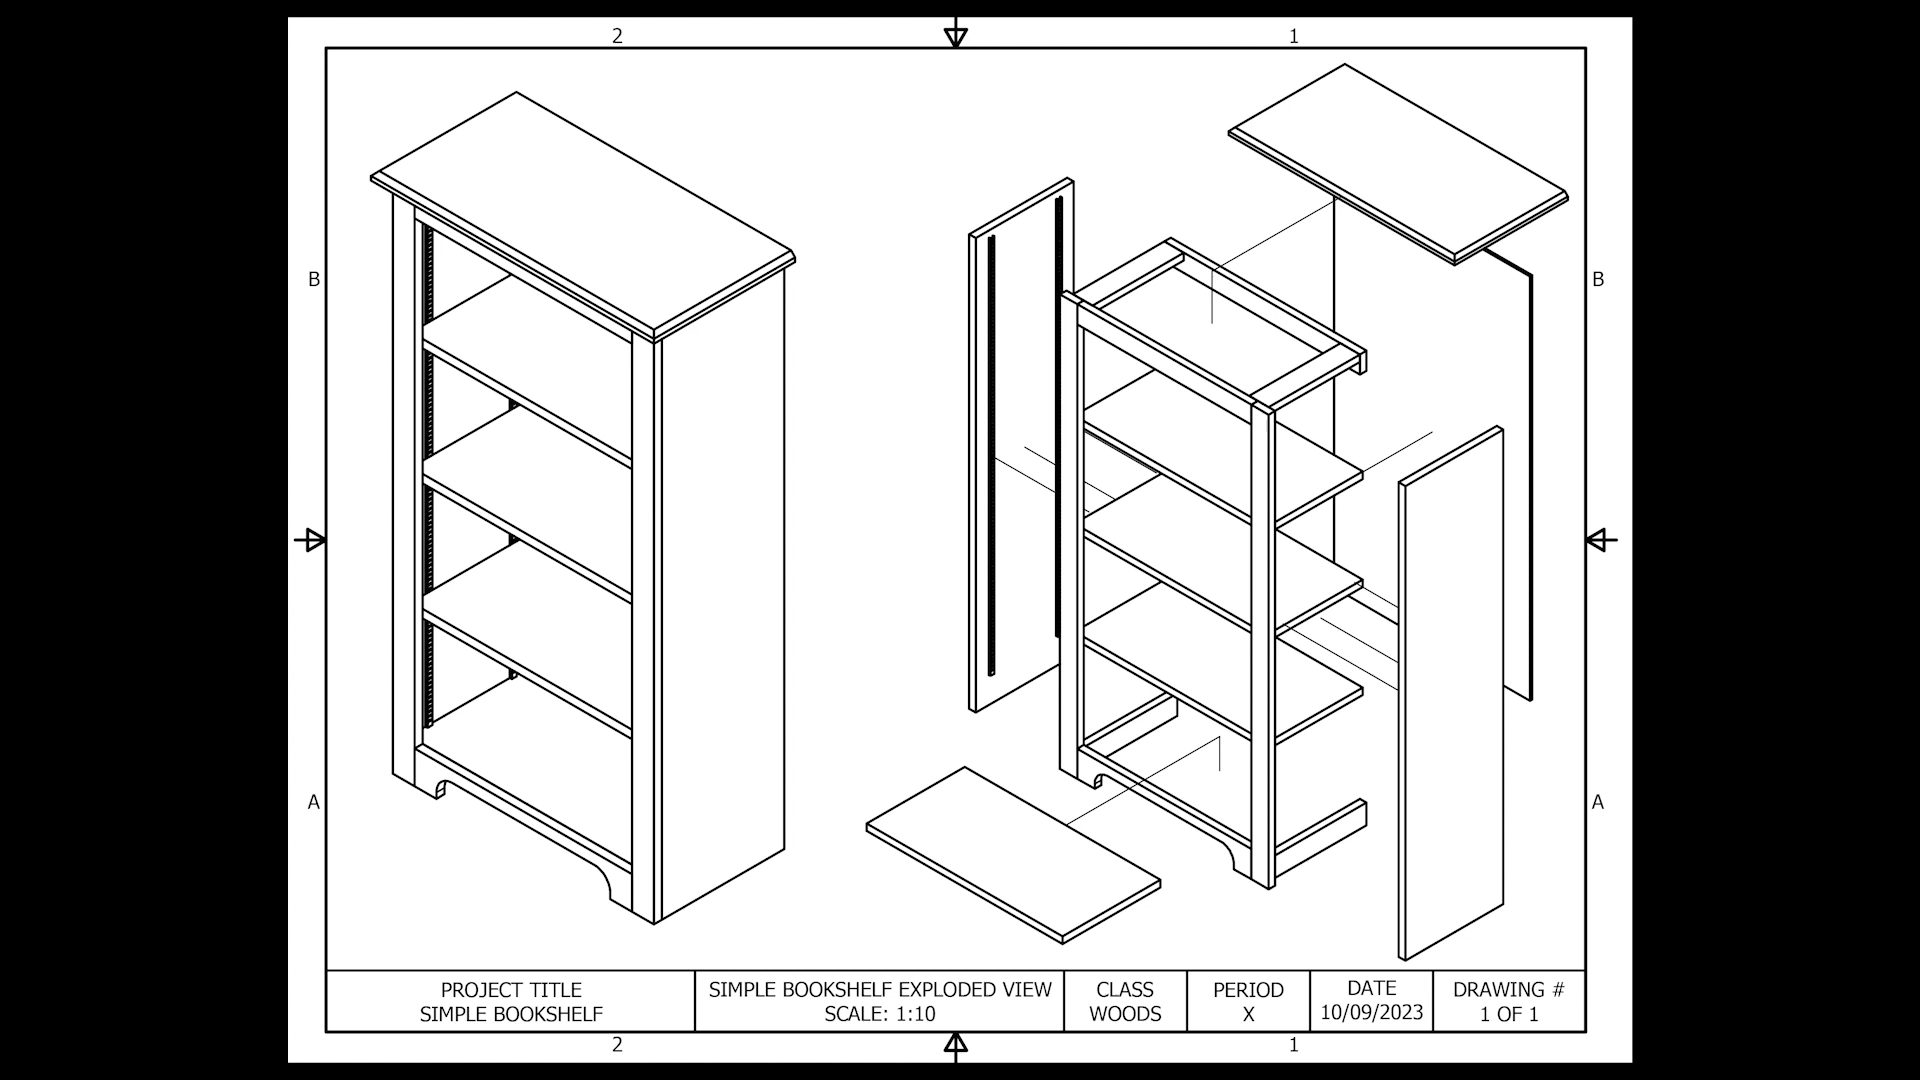 2
1
B
B
A
A
PROJECT TITLE
SIMPLE BOOKSHELF
SIMPLE BOOKSHELF EXPLODED VIEW
SCALE: 1:10
CLASS
WOODS
PERIOD
X
DATE
10/09/2023
DRAWING #
1 OF 1
2
1